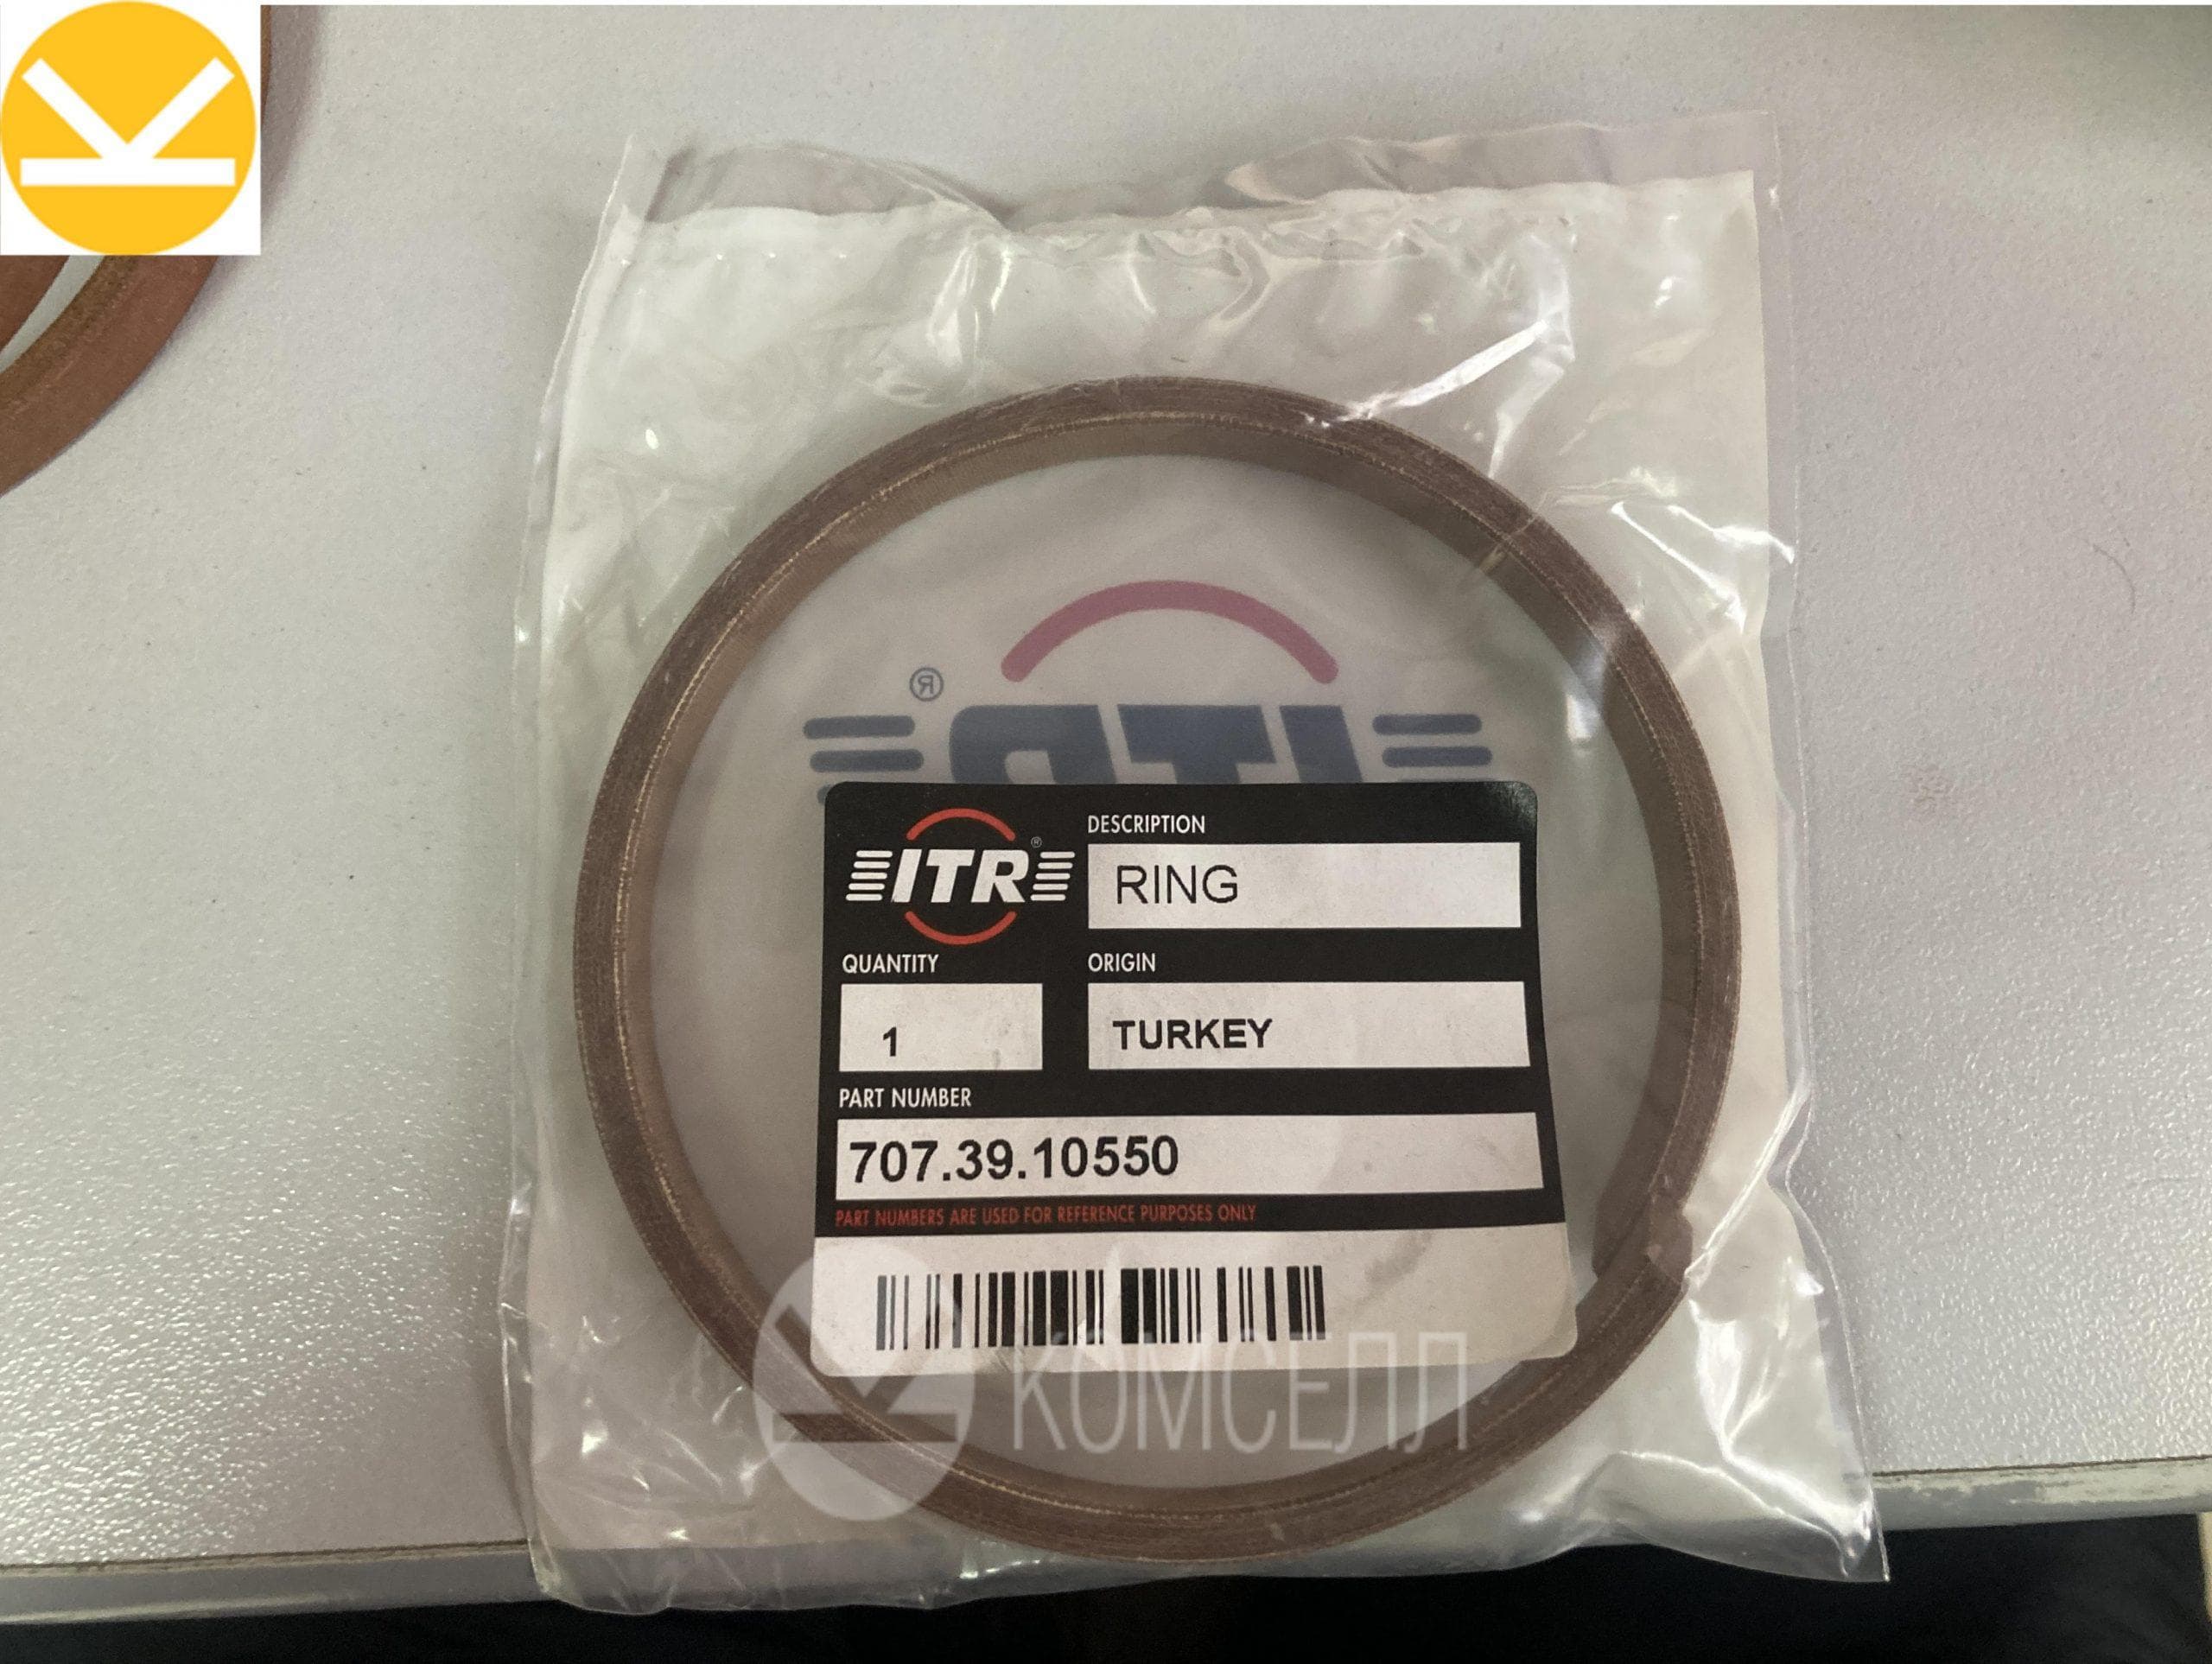 ®
ITR
ITR®
DESCRIPTION
RING
QUANTITY
ORIGIN
1
TURKEY
PART NUMBER
707.39.10550
PART NUMBERS ARE USED FOR REFERENCE PURPOSES ONLY
КОМСЕЛЛ